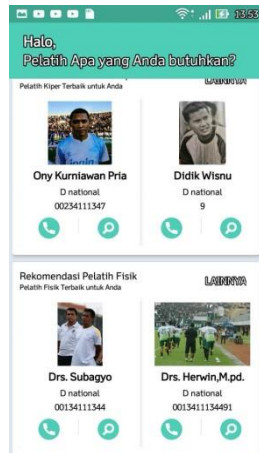 13:53
Halo,
Pelatih Apa yang Anda butuhkan?
Pelatih Kiper Terbaik untuk Anda
LAINNYA
Ony Kurniawan Pria
Didik Wisnu
D national
D national
00234111347
9
Rekomendasi Pelatih Fisik
LAINNYA
Pelatih Fisik Terbaik untuk Anda
Drs. Subagyo
Drs. Herwin,M.pd.
D national
D national
00134111344
0013411134491